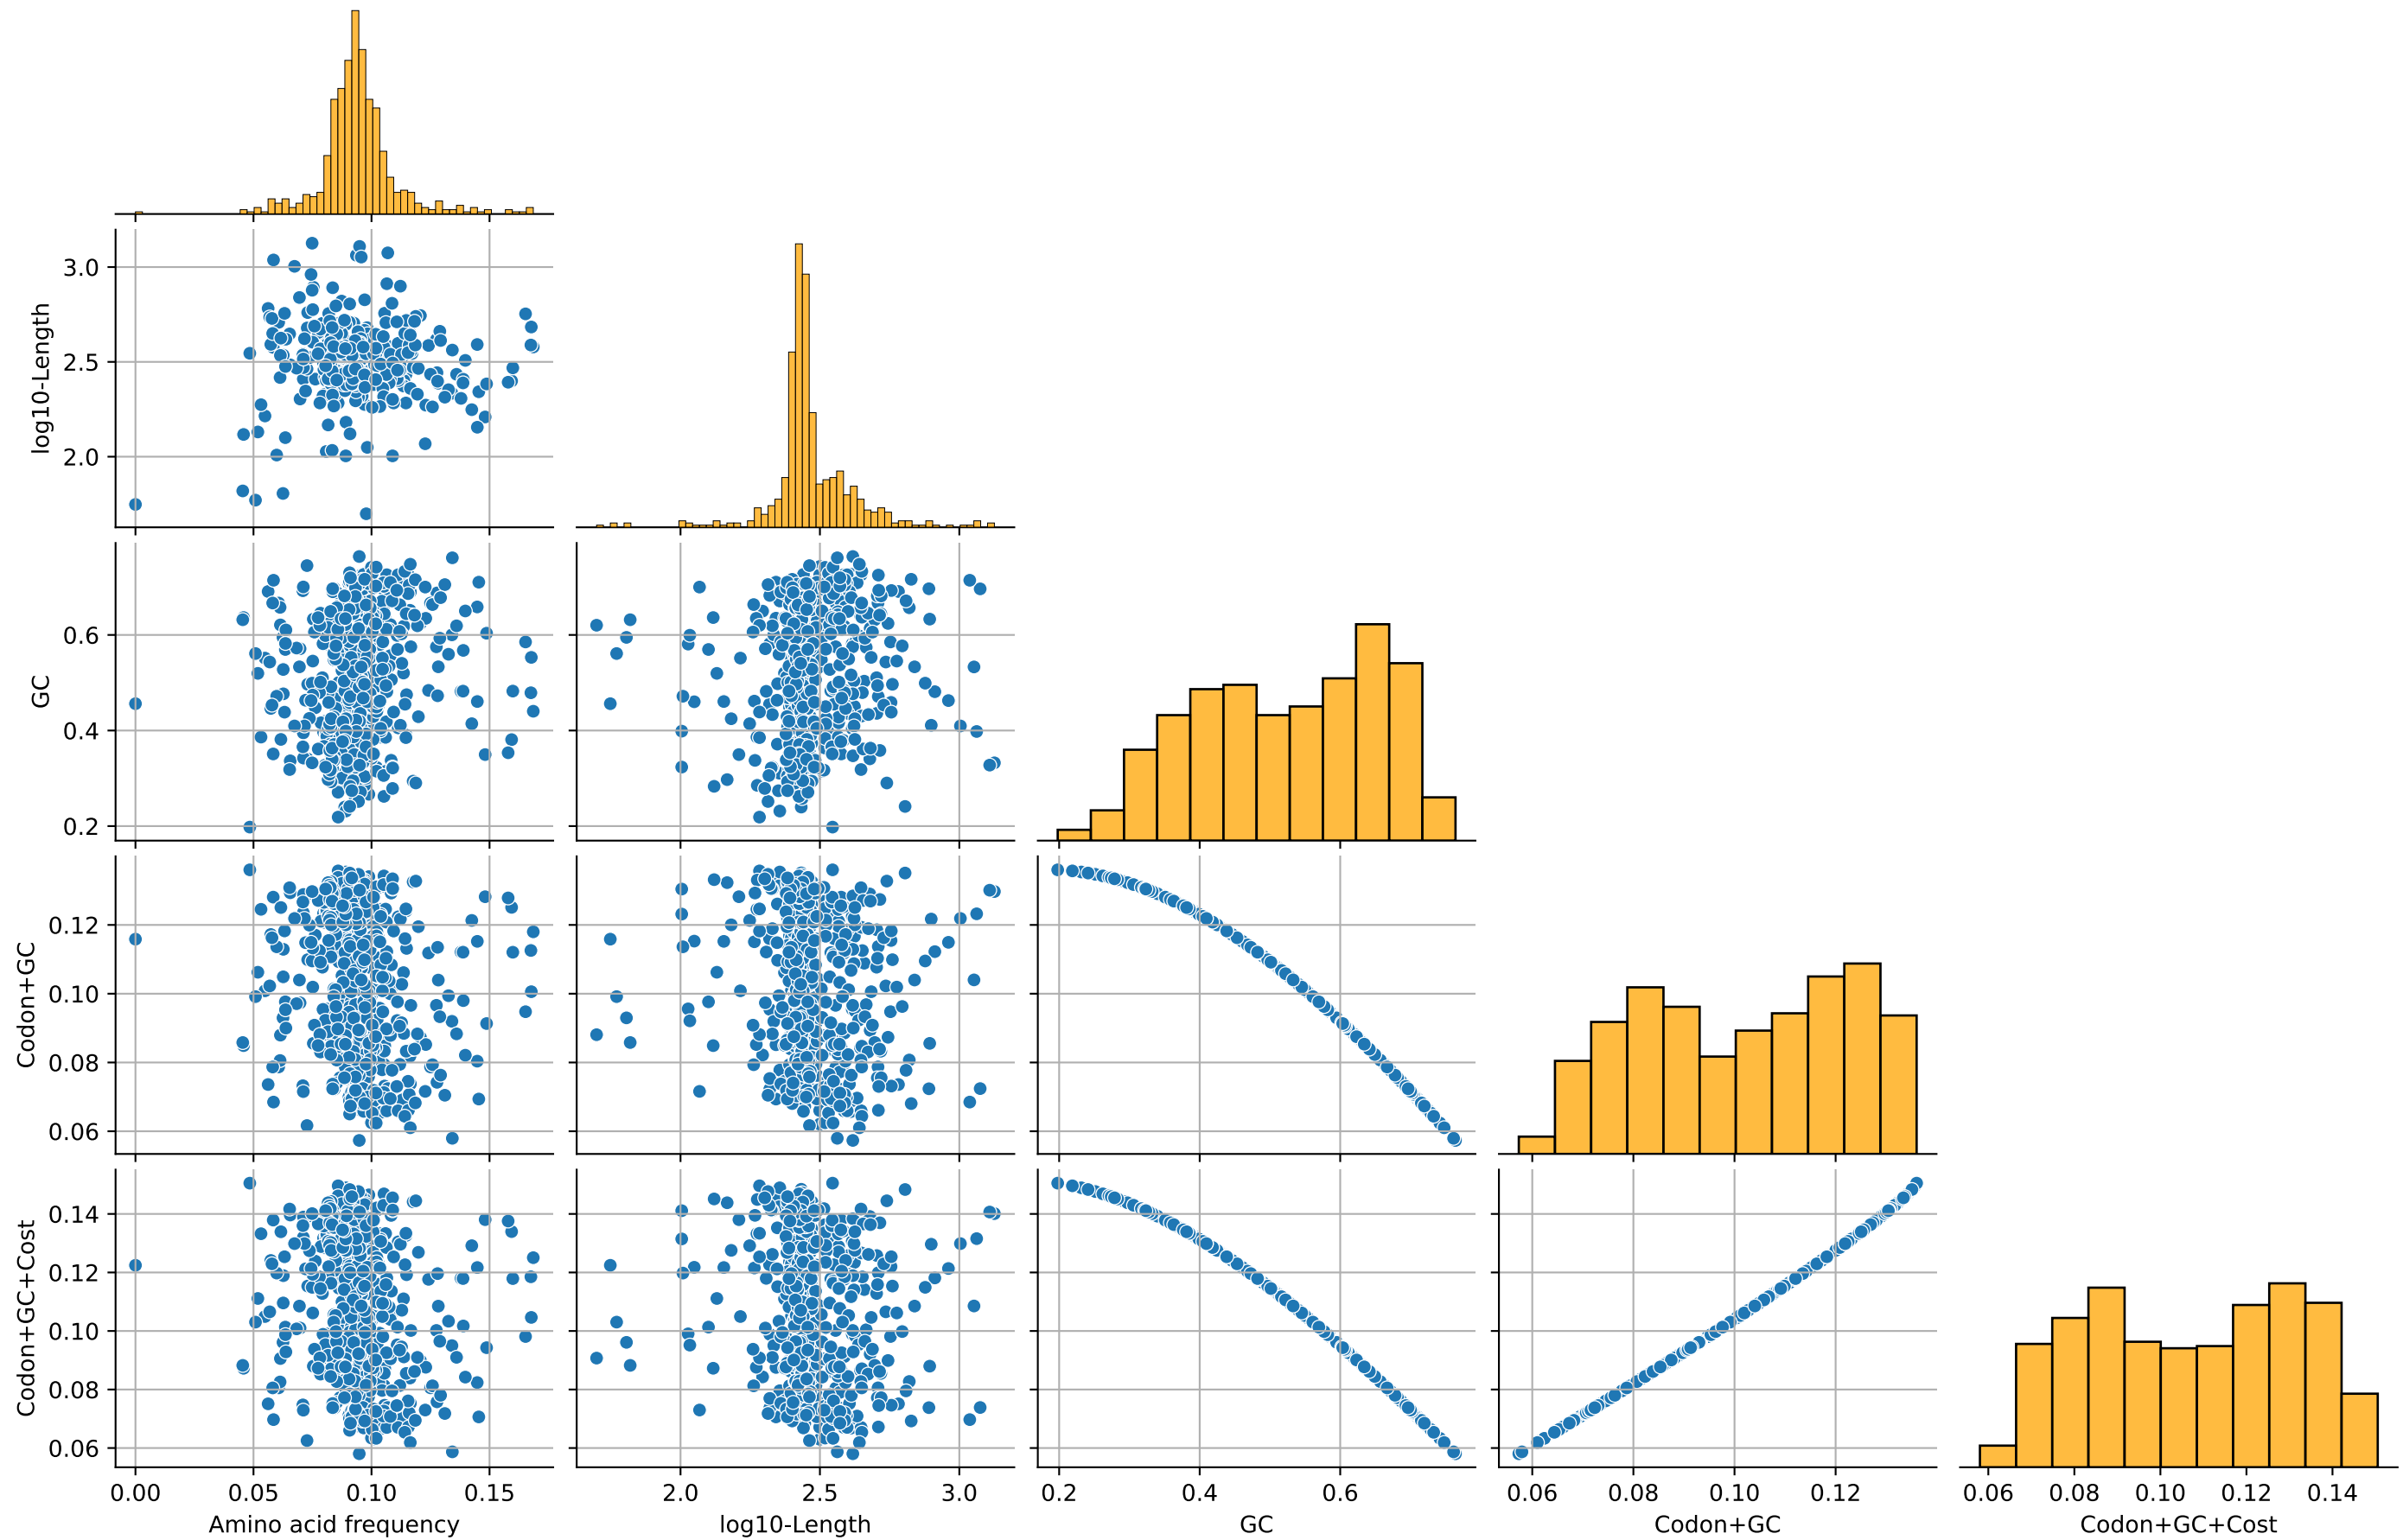 3.0
2.5
2.0
log10-Length
0.6
0.4
0.2
GC
0.12
0.10
0.08
0.06
Codon+GC
0.14
0.12
0.10
0.08
0.06
Codon+GC+Cost
0.00 0.05 0.10 0.15
Amino acid frequency
2.0 2.5 3.0
log10-Length
0.2 0.4 0.6
GC
0.06 0.08 0.10 0.12
Codon+GC
0.06 0.08 0.10 0.12 0.14
Codon+GC+Cost